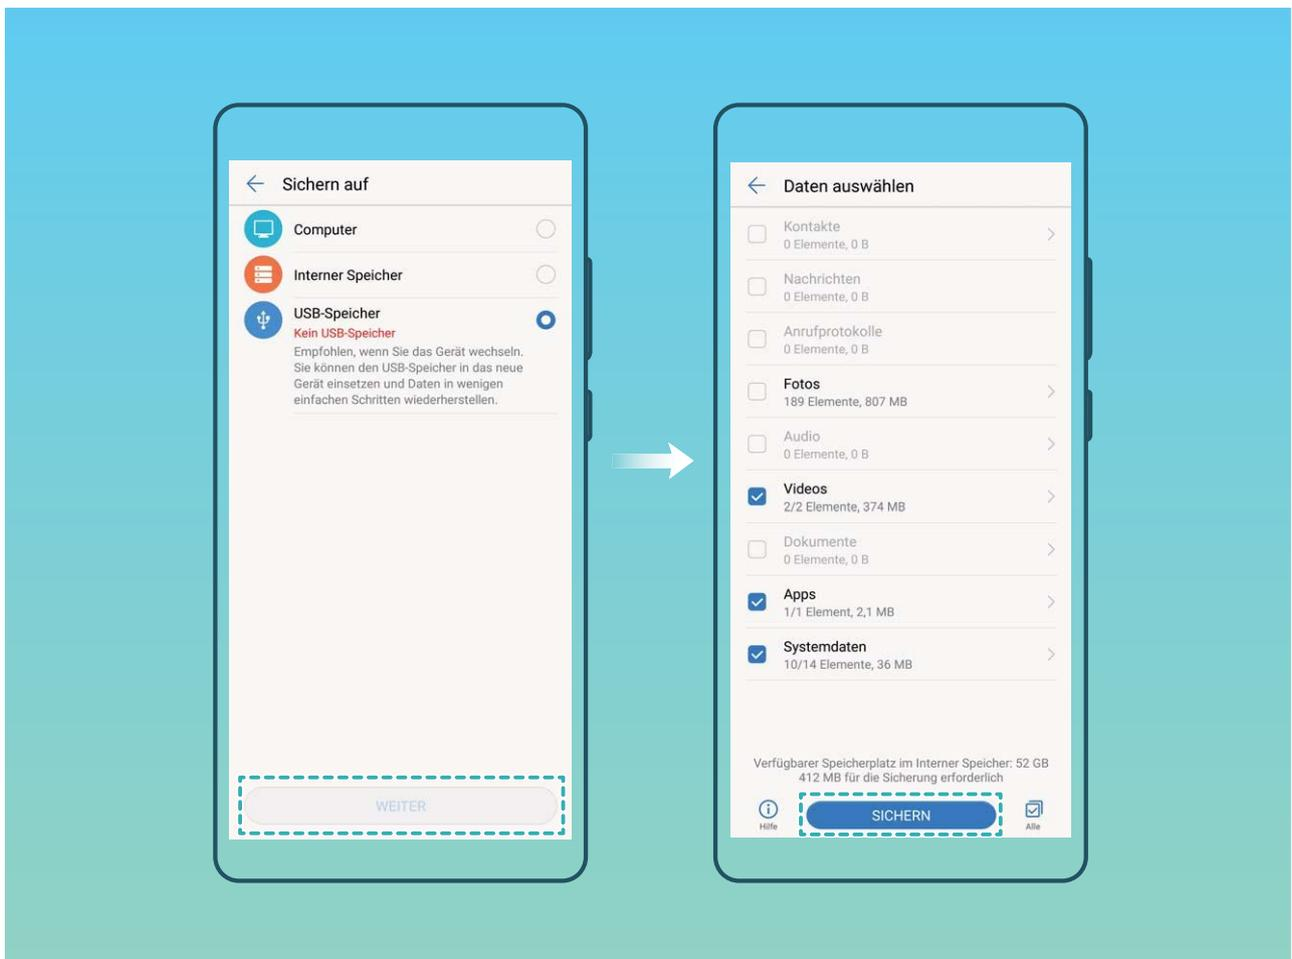 Sichern auf
Computer
Interner Speicher
USB-Speicher
Kein USB-Speicher
Empfohlen, wenn Sie das Gerät wechseln.
Sie können den USB-Speicher in das neue
Gerät einsetzen und Daten in wenigen
einfachen Schritten wiederherstellen.
WEITER
Daten auswählen
Kontakte
0 Elemente, 0 B
Nachrichten
0 Elemente, 0 B
Anrufprotokolle
0 Elemente, 0 B
Fotos
189 Elemente, 807 MB
Audio
0 Elemente, 0 B
Videos
2/2 Elemente, 374 MB
Dokumente
0 Elemente, 0 B
Apps
1/1 Element, 2,1 MB
Systemdaten
10/14 Elemente, 36 MB
Verfügbarer Speicherplatz im Interner Speicher: 52 GB
412 MB für die Sicherung erforderlich
Hilfe
SICHERN
Alle